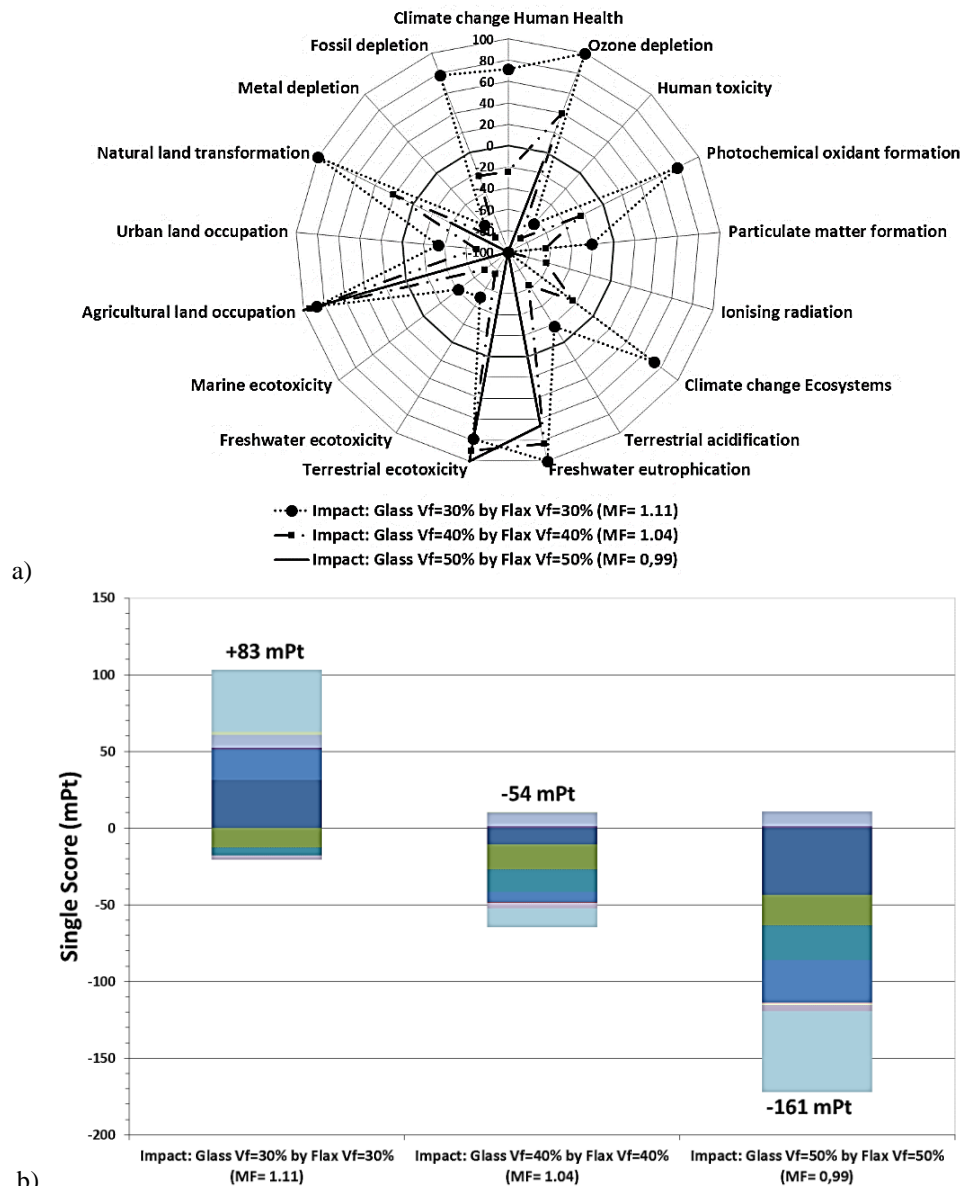 Climate change Human Health
Fossil depletion
Ozone depletion
Metal depletion
Human toxicity
Natural land transformation
Photochemical oxidant formation
Urban land occupation
Particulate matter formation
Agricultural land occupation
Ionising radiation
Marine ecotoxicity
Climate change Ecosystems
Freshwater ecotoxicity
Terrestrial acidification
Terrestrial ecotoxicity
Freshwater eutrophication
100
80
60
40
20
0
-20
-40
-100
Impact: Glass Vf=30% by Flax Vf=30% (MF= 1.11)
Impact: Glass Vf=40% by Flax Vf=40% (MF= 1.04)
Impact: Glass Vf=50% by Flax Vf=50% (MF= 0,99)
a)
Single Score (mPt)
150
100
50
0
-50
-100
-150
-200
+83 mPt
-54 mPt
-161 mPt
Impact: Glass Vf=30% by Flax Vf=30%
(MF= 1.11)
Impact: Glass Vf=40% by Flax Vf=40%
(MF= 1.04)
Impact: Glass Vf=50% by Flax Vf=50%
(MF= 0,99)
b)